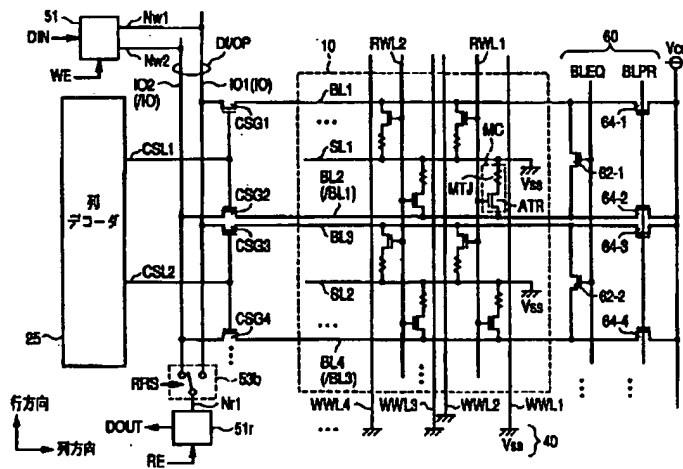 51
Nw1
DIN
Nw2
WE
DI/OP
IO2
(/IO)
IO1(IO)
10
RWL2
RWL1
60
BLEQ
BLPR
CSG1
BL1
64-1
CSL1
SL1
MC
Vss
62-1
MTJ
BL2
(/BL1)
ATR
CSG2
64-2
列
デコーダ
CSG3
BL3
64-3
CSL2
SL2
Vss
62-2
CSG4
64-4
25
BL4
(/BL3)
RRS
53b
Nr1
WWL4
WWL3
WWL2
WWL1
行方向
列方向
DOUT
51r
RE
Vss
40